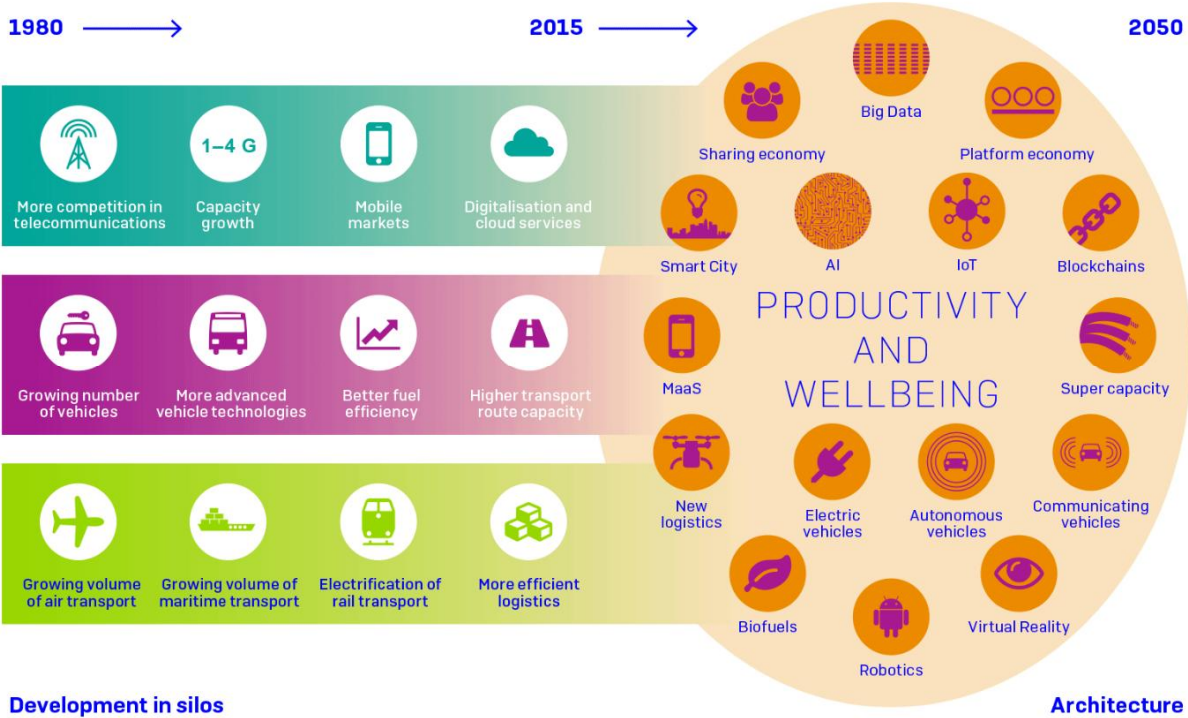 1980
2015
2050
More competition in
telecommunications
1–4 G
Capacity
growth
Mobile
markets
Digitalisation and
cloud services
Growing number
of vehicles
More advanced
vehicle technologies
Better fuel
efficiency
Higher transport
route capacity
Growing volume
of air transport
Growing volume of
maritime transport
Electrification of
rail transport
More efficient
logistics
Big Data
Sharing economy
Platform economy
Smart City
AI
IoT
Blockchains
PRODUCTIVITY
AND
WELLBEING
MaaS
Super capacity
New
logistics
Electric
vehicles
Autonomous
vehicles
Communicating
vehicles
Biofuels
Robotics
Virtual Reality
Development in silos
Architecture